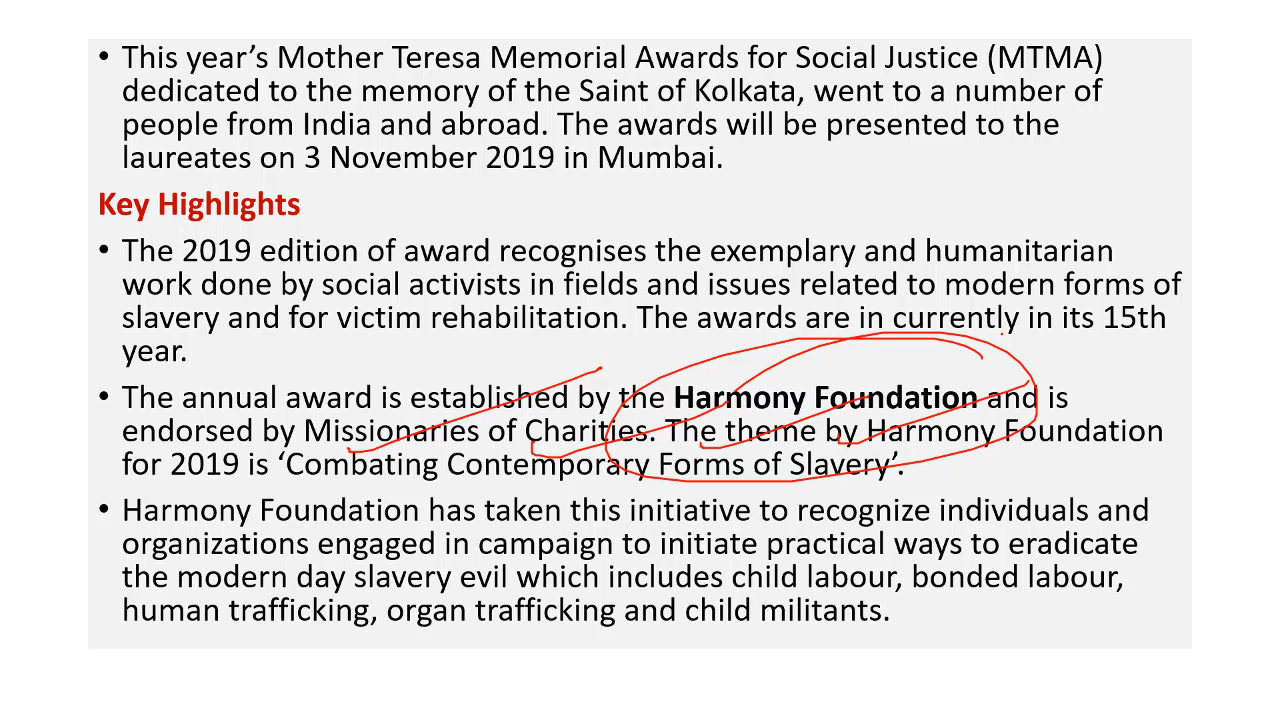 • This year's Mother Teresa Memorial Awards for Social Justice (MTMA)
dedicated to the memory of the Saint of Kolkata, went to a number of
people from India and abroad. The awards will be presented to the
laureates on 3 November 2019 in Mumbai.
Key Highlights
• The 2019 edition of award recognises the exemplary and humanitarian
work done by social activists in fields and issues related to modern forms of
slavery and for victim rehabilitation. The awards are in currently in its 15th
year.
• The annual award is established by the Harmony Foundation and is
endorsed by Missionaries of Charities. The theme by Harmony Foundation
for 2019 is ‘Combating Contemporary Forms of Slavery’.
• Harmony Foundation has taken this initiative to recognize individuals and
organizations engaged in campaign to initiate practical ways to eradicate
the modern day slavery evil which includes child labour, bonded labour,
human trafficking, organ trafficking and child militants.